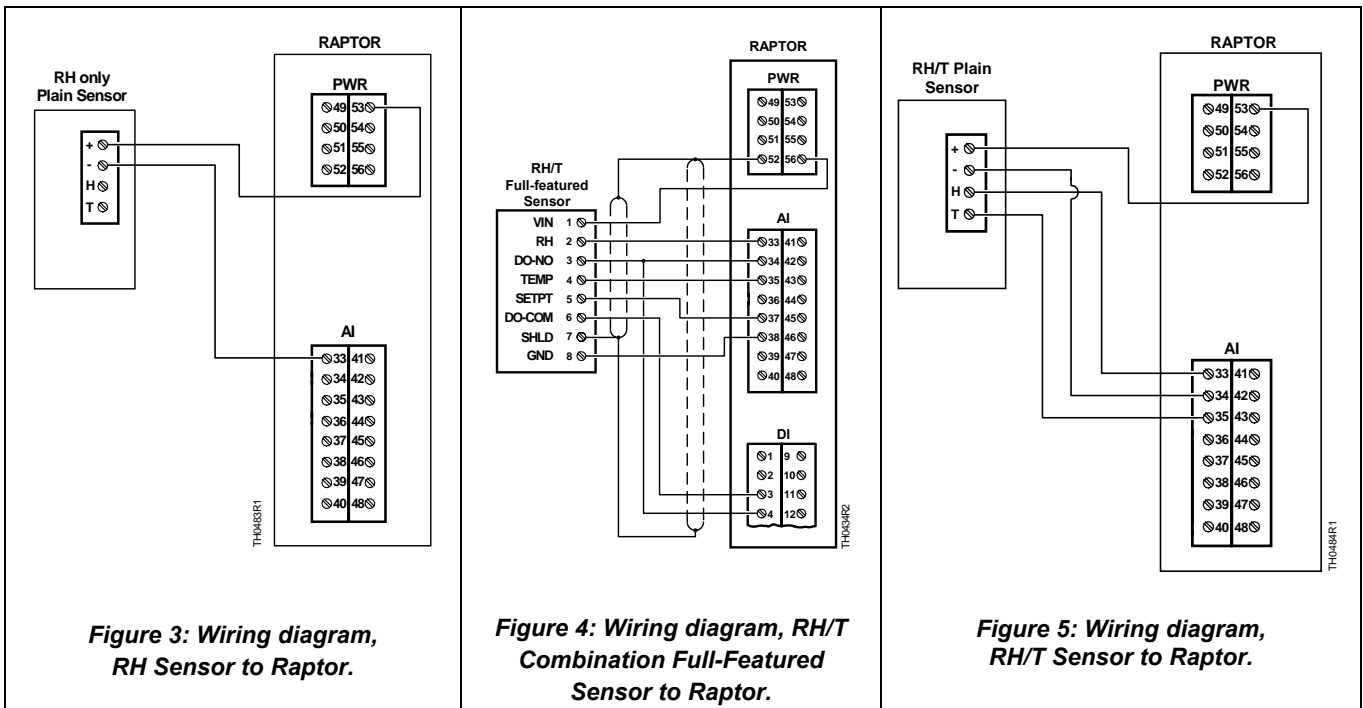 RAPTOR
RH only
Plain Sensor
PWR
49 53
50 54
51 55
52 56
+
-
H
T
AI
33 41
34 42
35 43
36 44
37 45
38 46
39 47
40 48
TH0483R1
Figure 3: Wiring diagram,
RH Sensor to Raptor.
RAPTOR
PWR
49 53
50 54
51 55
52 56
RH/T
Full-featured
Sensor
VIN 1
RH 2
DO-NO 3
TEMP 4
SETPT 5
DO-COM 6
SHLD 7
GND 8
AI
33 41
34 42
35 43
36 44
37 45
38 46
39 47
40 48
DI
1 9
2 10
3 11
4 12
TH0434R2
Figure 4: Wiring diagram, RH/T
Combination Full-Featured
Sensor to Raptor.
RAPTOR
RH/T Plain
Sensor
PWR
49 53
50 54
51 55
52 56
+
-
H
T
AI
33 41
34 42
35 43
36 44
37 45
38 46
39 47
40 48
TH0484R1
Figure 5: Wiring diagram,
RH/T Sensor to Raptor.